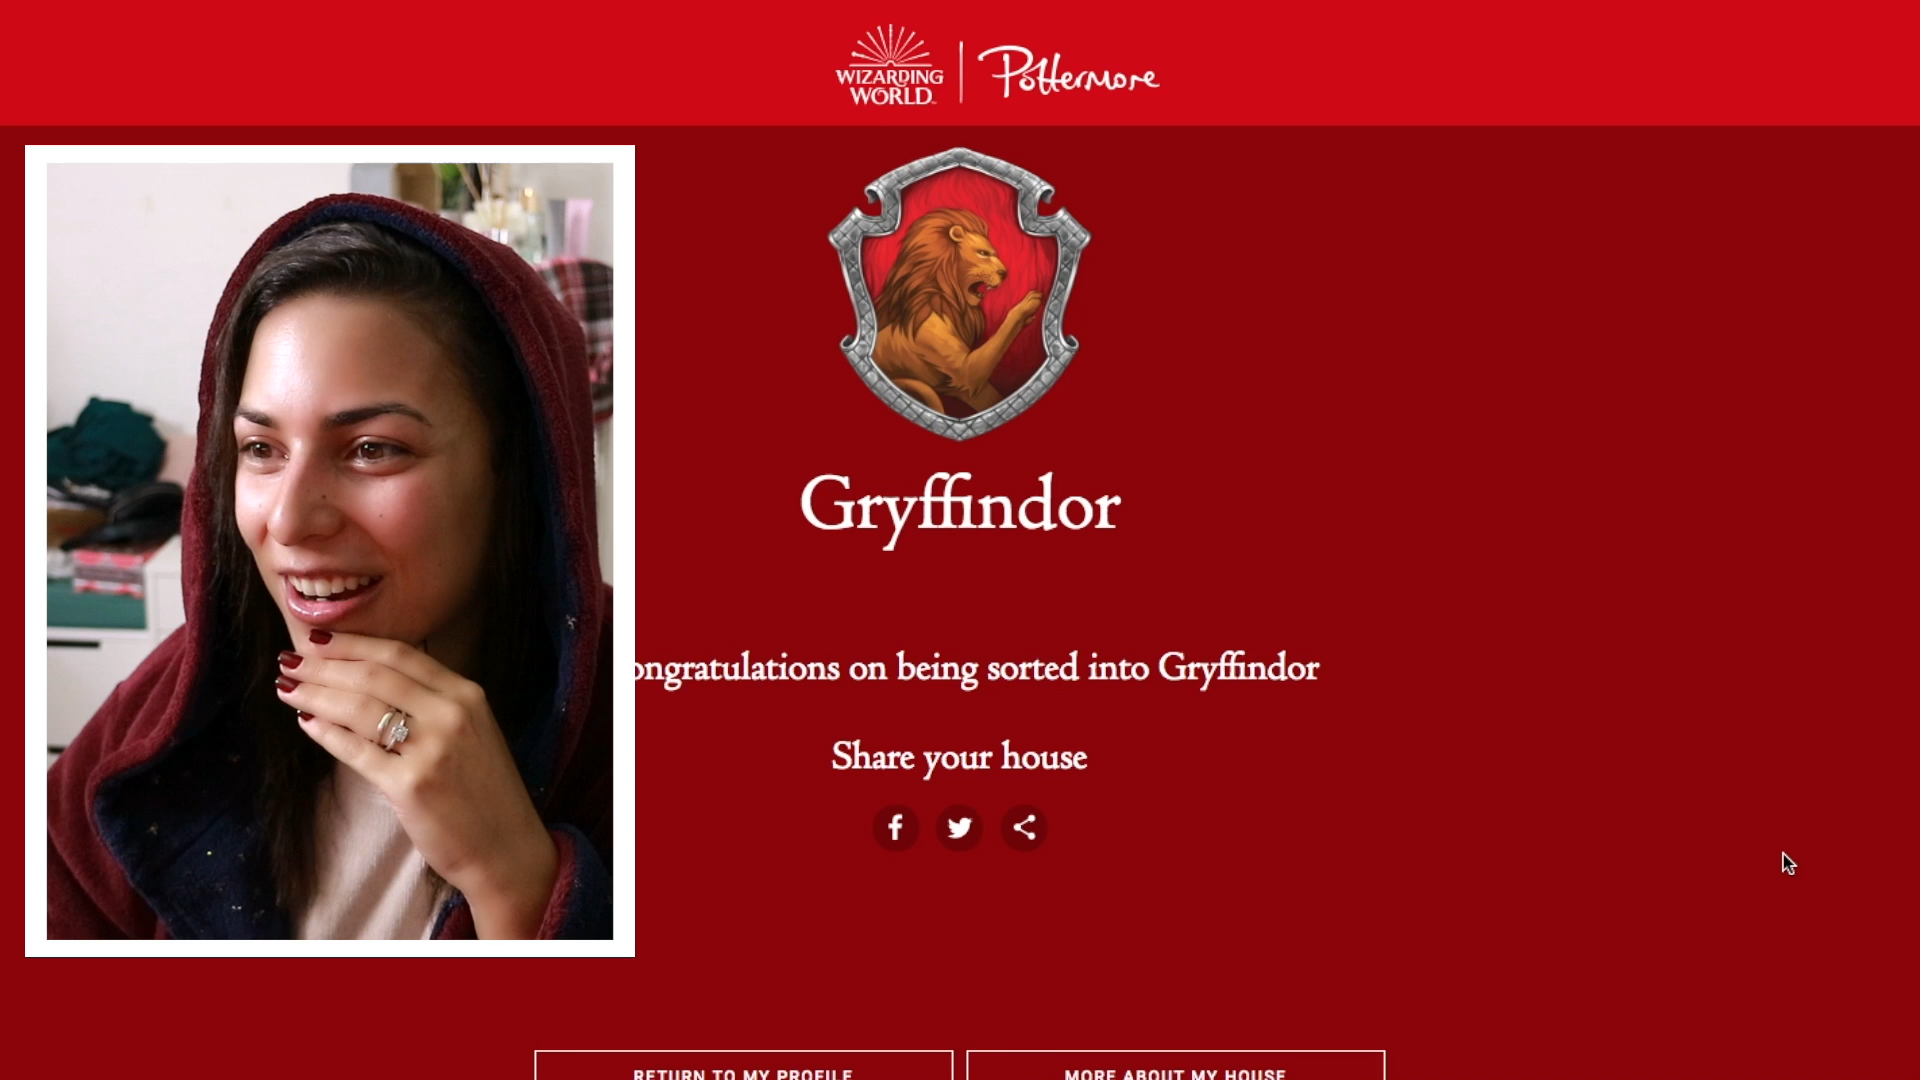 WIZARDING
WORLD
Pottermore
Gryffindor
ongratulations on being sorted into Gryffindor
Share your house
RETURN TO MY PROFILE
MORE ABOUT MY HOUSE